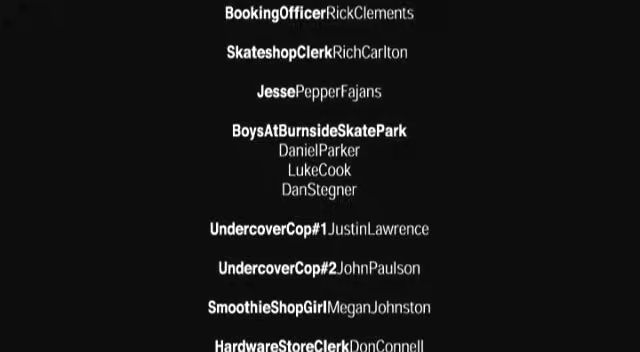 BookingOfficerRickClements
SkateshopClerkRichCarlton
JessePepperFajans
BoysAtBurnsideSkatePark
DanielParker
LukeCook
DanStegner
UndercoverCop#1JustinLawrence
UndercoverCop#2JohnPaulson
SmoothieShopGirlMeganJohnston
HardwareStoreClerkDonConnell